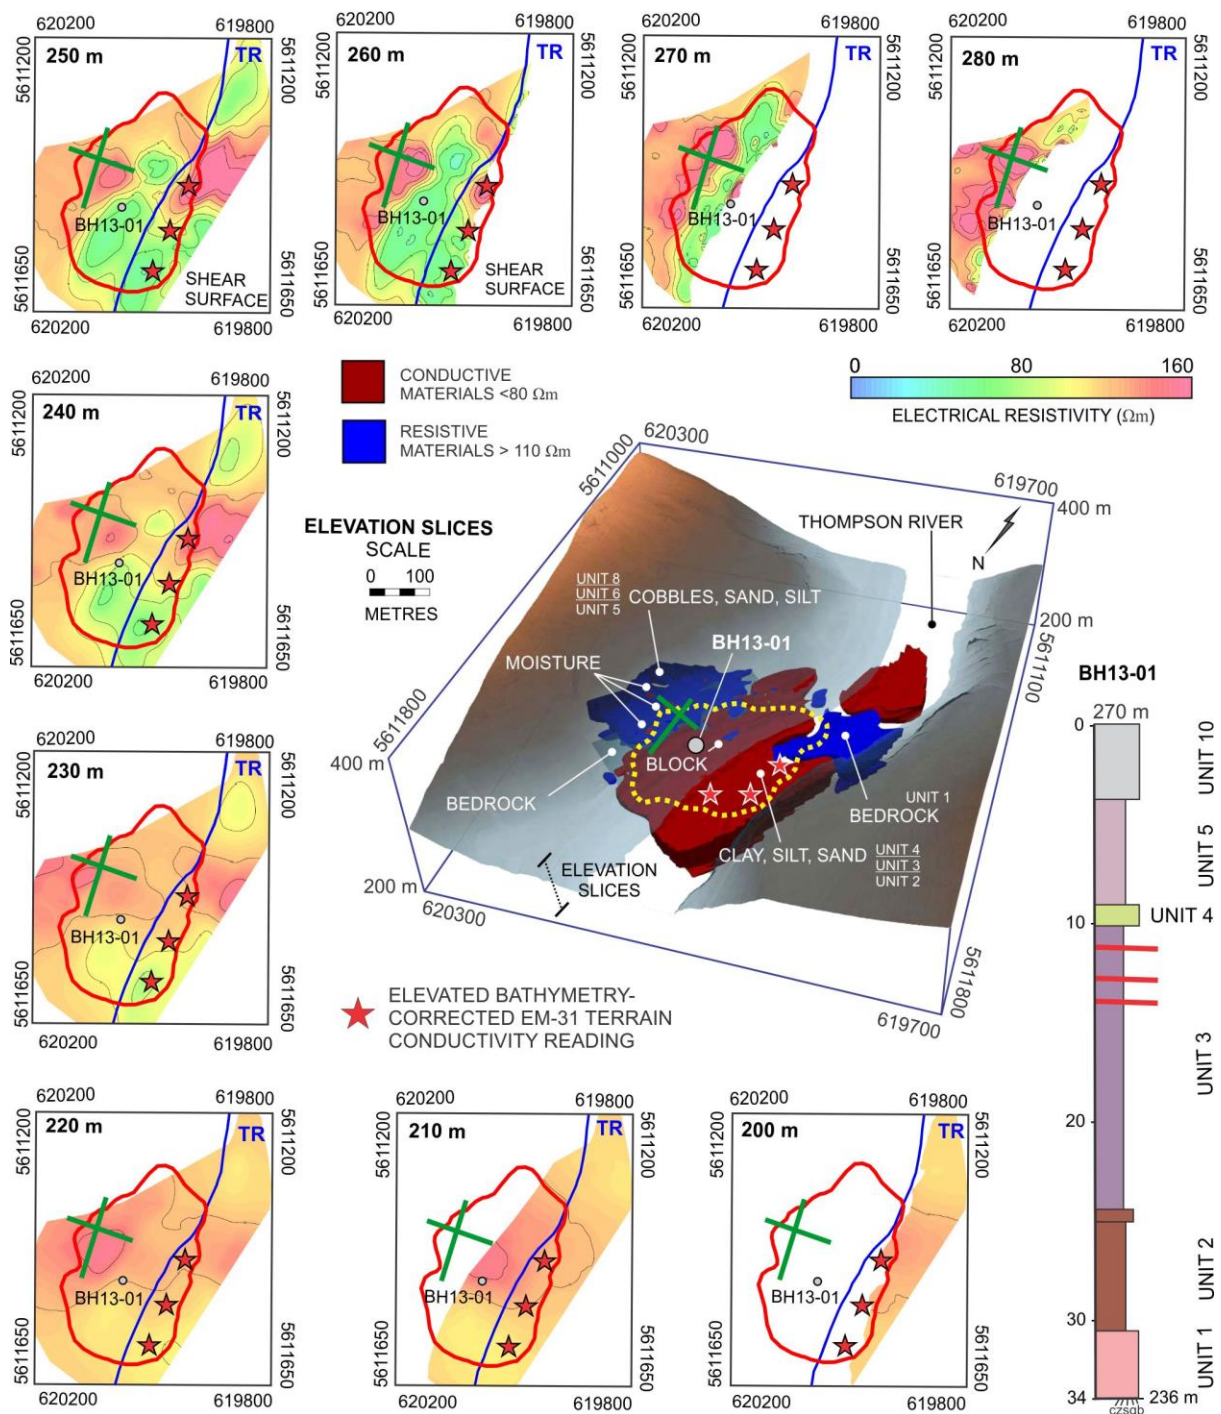 620200
619800
250 m
TR
5611200
5611200
BH13-01
SHEAR
SURFACE
5611650
5611650
620200
619800
620200
619800
260 m
TR
5611200
5611200
BH13-01
SHEAR
SURFACE
5611650
5611650
620200
619800
620200
619800
270 m
TR
5611200
5611200
BH13-01
5611650
5611650
620200
619800
620200
619800
280 m
TR
5611200
5611200
BH13-01
5611650
5611650
620200
619800
620200
619800
240 m
TR
5611200
5611200
BH13-01
5611650
5611650
620200
619800
CONDUCTIVE
MATERIALS <80 Ωm
RESISTIVE
MATERIALS > 110 Ωm
0
80
160
ELECTRICAL RESISTIVITY (Ωm)
ELEVATION SLICES
SCALE
0 100
METRES
5611000
620300
619700
400 m
THOMPSON RIVER
N
UNIT 8
UNIT 6
UNIT 5
COBBLES, SAND, SILT
BH13-01
MOISTURE
200 m
5611100
5611800
400 m
BLOCK
BEDROCK
UNIT 1
BEDROCK
CLAY, SILT, SAND
UNIT 4
UNIT 3
UNIT 2
ELEVATION
SLICES
200 m
620300
619700
5611800
ELEVATED BATHYMETRY-
CORRECTED EM-31 TERRAIN
CONDUCTIVITY READING
620200
619800
230 m
TR
5611200
5611200
BH13-01
5611650
5611650
620200
619800
620200
619800
220 m
TR
5611200
5611200
BH13-01
5611650
5611650
620200
619800
620200
619800
210 m
TR
5611200
5611200
BH13-01
5611650
5611650
620200
619800
620200
619800
200 m
TR
5611200
5611200
BH13-01
5611650
5611650
620200
619800
BH13-01
270 m
0
UNIT 10
UNIT 5
10
UNIT 4
UNIT 3
20
UNIT 2
30
UNIT 1
34
236 m
czsgb